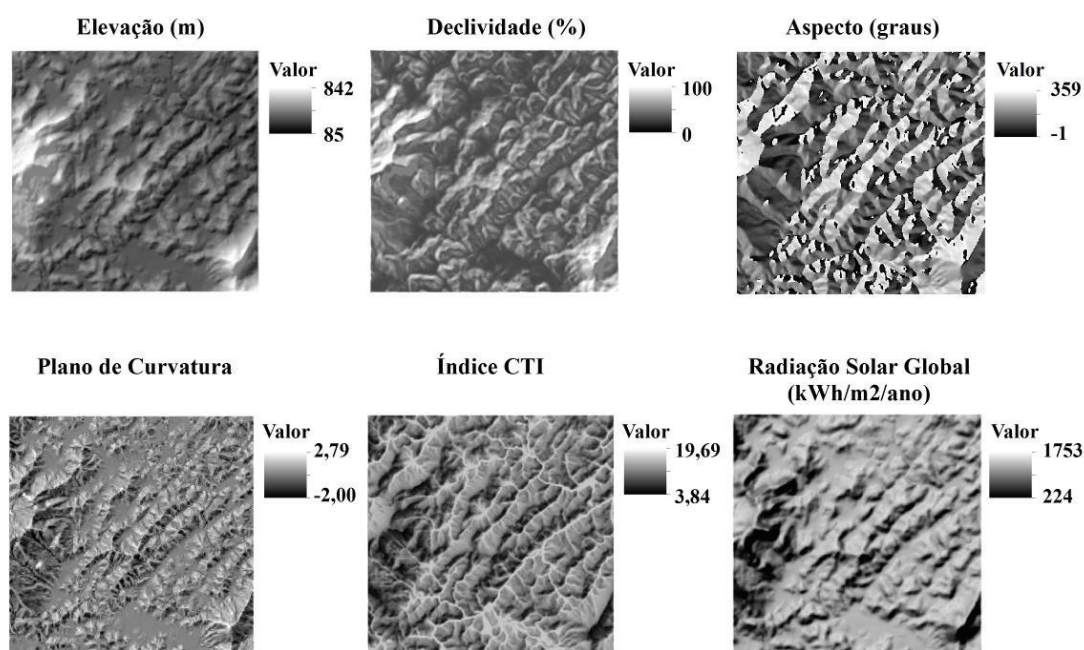 Elevação (m)
Valor
842
85
Declividade (%)
Valor
100
0
Aspecto (graus)
Valor
359
-1
Plano de Curvatura
Valor
2,79
-2,00
Índice CTI
Valor
19,69
3,84
Radiação Solar Global
(kWh/m2/ano)
Valor
1753
224